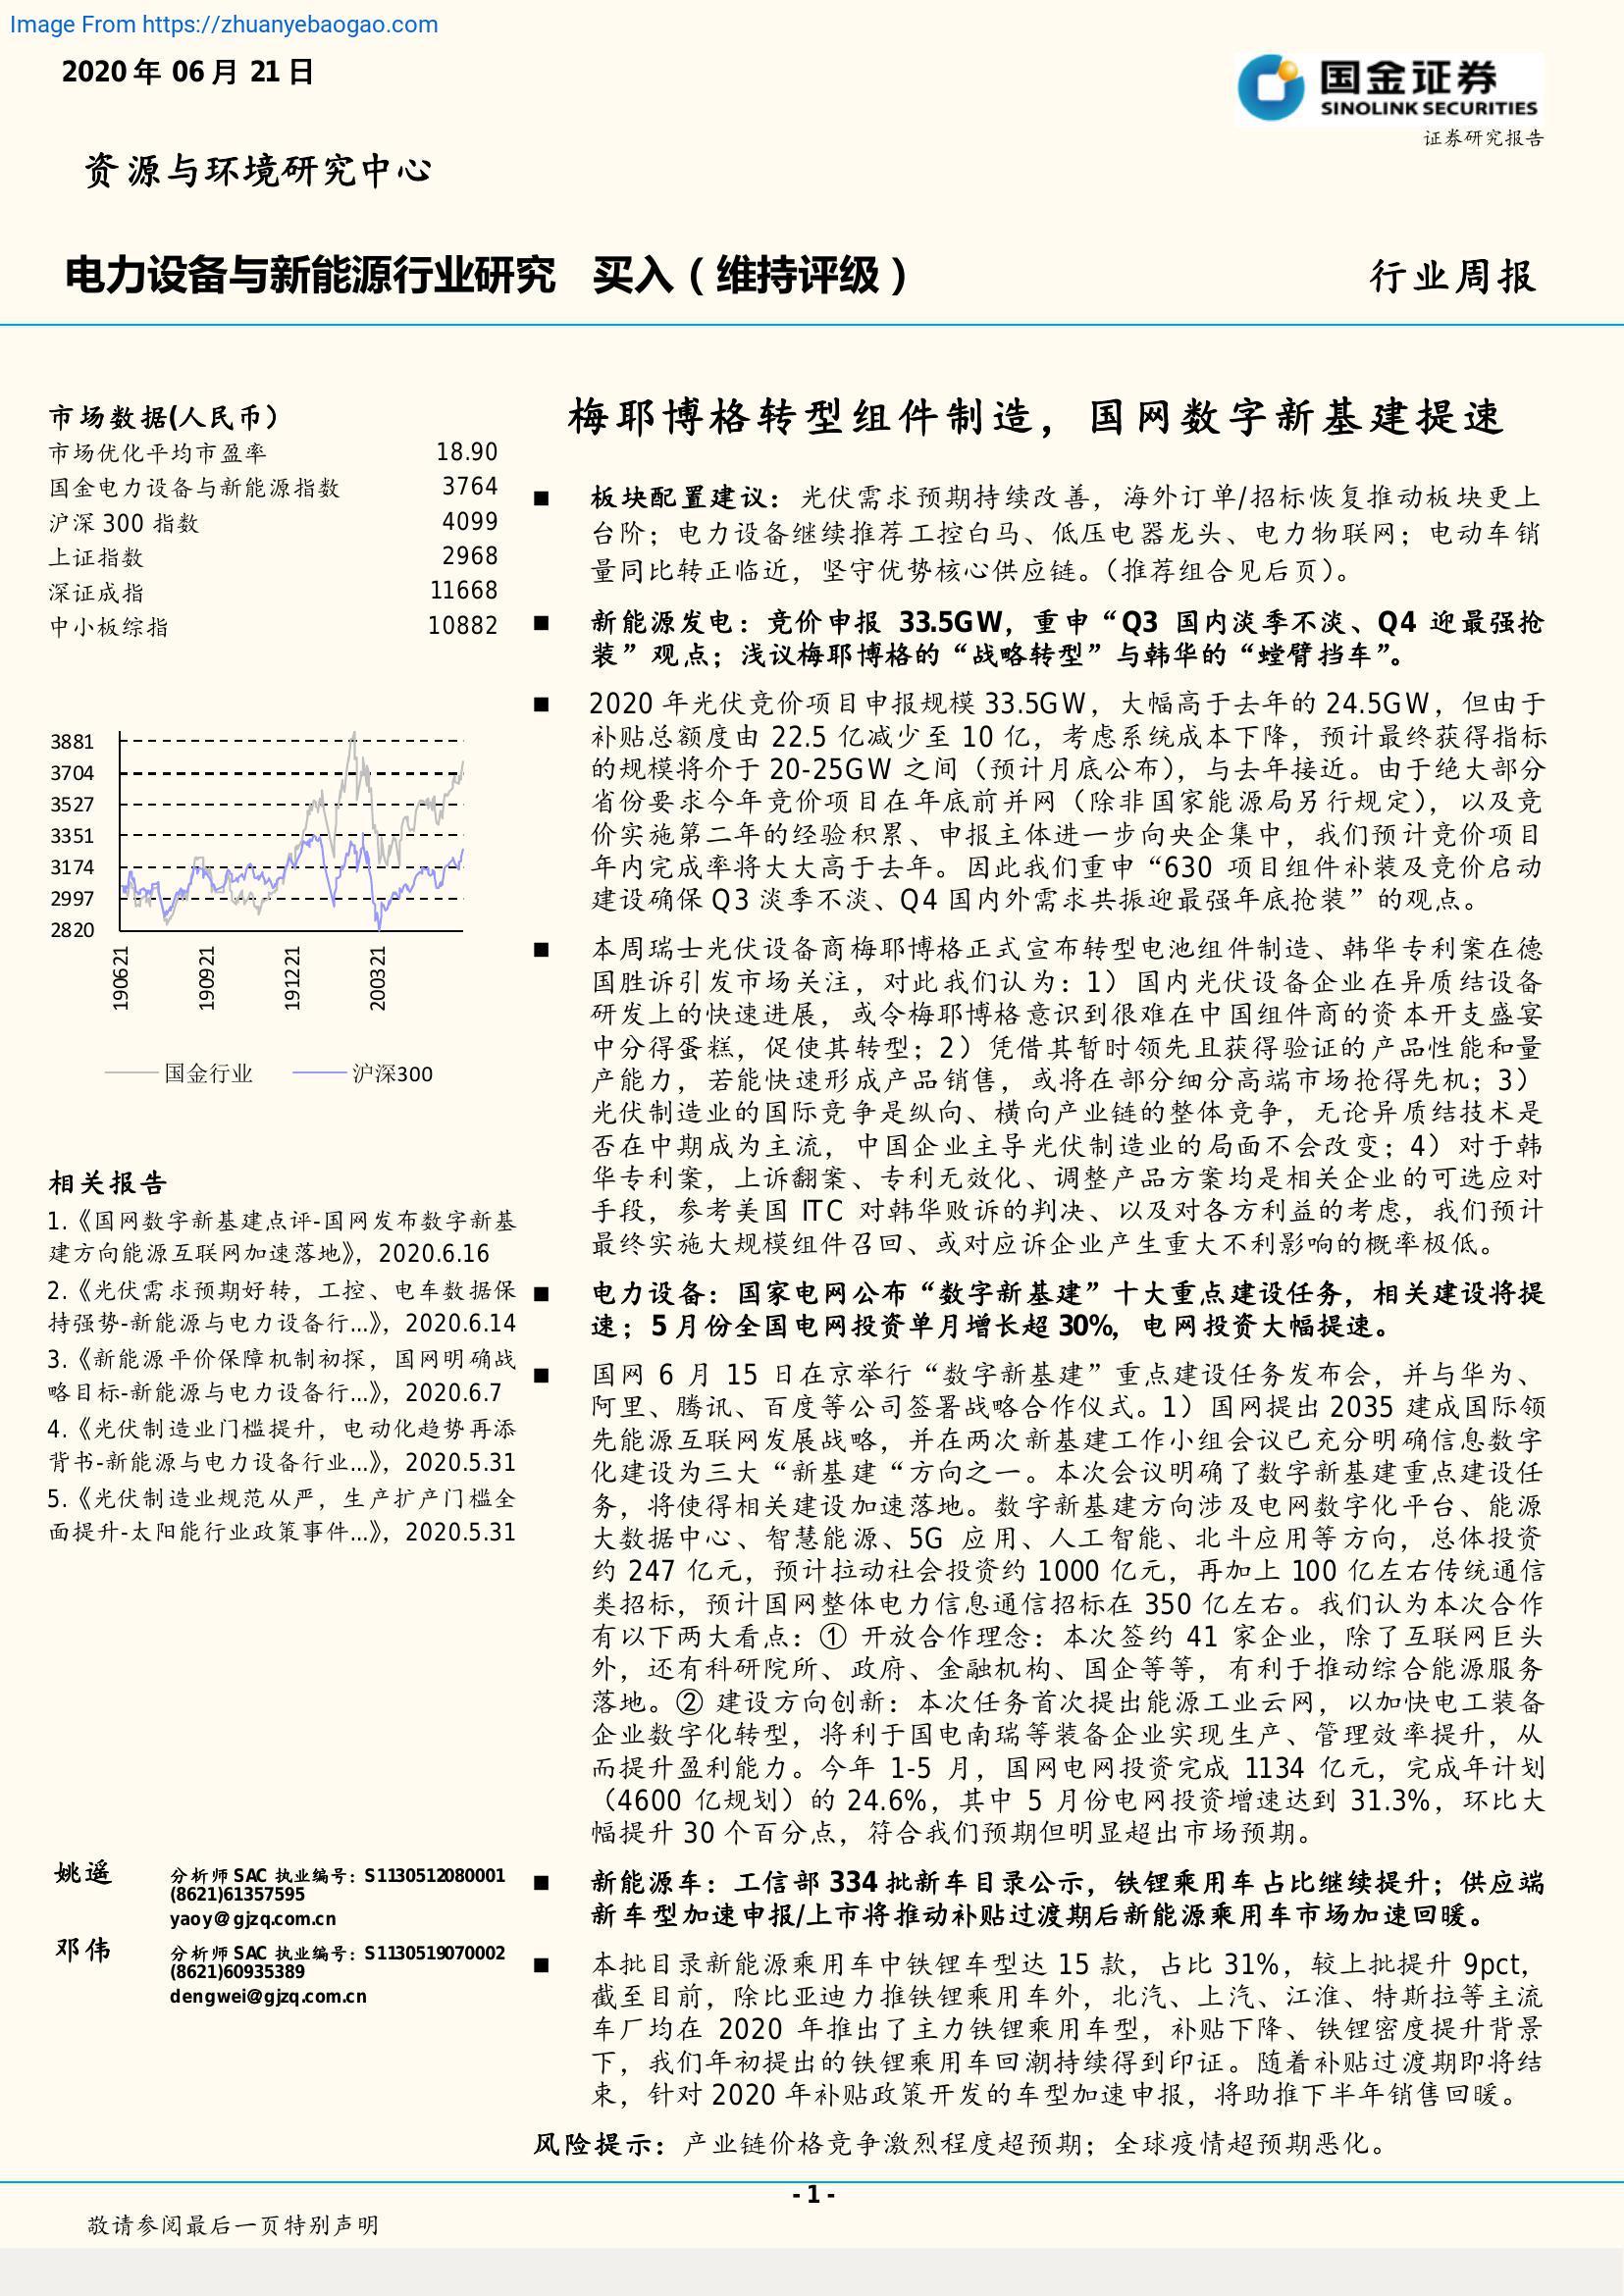 Image From https://zhuanyebaogao.com
2020 年 06 月 21 日
国金证券
SINOLINK SECURITIES
证券研究报告
资源与环境研究中心
电力设备与新能源行业研究 买入（维持评级）
行业周报
市场数据(人民币）
市场优化平均市盈率 18.90
国金电力设备与新能源指数 3764
沪深 300 指数 4099
上证指数 2968
深证成指 11668
中小板综指 10882
3881
3704
3527
3351
3174
2997
2820
190621
190921
191221
200321
国金行业 沪深300
相关报告
1.《国网数字新基建点评-国网发布数字新基
建方向能源互联网加速落地》，2020.6.16
2.《光伏需求预期好转，工控、电车数据保
持强势-新能源与电力设备行...》，2020.6.14
3.《新能源平价保障机制初探，国网明确战
略目标-新能源与电力设备行...》，2020.6.7
4.《光伏制造业门槛提升，电动化趋势再添
背书-新能源与电力设备行业...》，2020.5.31
5.《光伏制造业规范从严，生产扩产门槛全
面提升-太阳能行业政策事件...》，2020.5.31
姚遥 分析师 SAC 执业编号：S1130512080001
(8621)61357595
yaoy@gjzq.com.cn
邓伟 分析师 SAC 执业编号：S1130519070002
(8621)60935389
dengwei@gjzq.com.cn
梅耶博格转型组件制造，国网数字新基建提速
■ 板块配置建议：光伏需求预期持续改善，海外订单/招标恢复推动板块更上
台阶；电力设备继续推荐工控白马、低压电器龙头、电力物联网；电动车销
量同比转正临近，坚守优势核心供应链。（推荐组合见后页）。
■ 新能源发电：竞价申报 33.5GW，重申“Q3 国内淡季不淡、Q4 迎最强抢
装”观点；浅议梅耶博格的“战略转型”与韩华的“螳臂挡车”。
■ 2020 年光伏竞价项目申报规模 33.5GW，大幅高于去年的 24.5GW，但由于
补贴总额度由 22.5 亿减少至 10 亿，考虑系统成本下降，预计最终获得指标
的规模将介于 20-25GW 之间（预计月底公布），与去年接近。由于绝大部分
省份要求今年竞价项目在年底前并网（除非国家能源局另行规定），以及竞
价实施第二年的经验积累、申报主体进一步向央企集中，我们预计竞价项目
年内完成率将大大高于去年。因此我们重申“630 项目组件补装及竞价启动
建设确保 Q3 淡季不淡、Q4 国内外需求共振迎最强年底抢装”的观点。
■ 本周瑞士光伏设备商梅耶博格正式宣布转型电池组件制造、韩华专利案在德
国胜诉引发市场关注，对此我们认为：1）国内光伏设备企业在异质结设备
研发上的快速进展，或令梅耶博格意识到很难在中国组件商的资本开支盛宴
中分得蛋糕，促使其转型；2）凭借其暂时领先且获得验证的产品性能和量
产能力，若能快速形成产品销售，或将在部分细分高端市场抢得先机；3）
光伏制造业的国际竞争是纵向、横向产业链的整体竞争，无论异质结技术是
否在中期成为主流，中国企业主导光伏制造业的局面不会改变；4）对于韩
华专利案，上诉翻案、专利无效化、调整产品方案均是相关企业的可选应对
手段，参考美国 ITC 对韩华败诉的判决、以及对各方利益的考虑，我们预计
最终实施大规模组件召回、或对应诉企业产生重大不利影响的概率极低。
■ 电力设备：国家电网公布“数字新基建”十大重点建设任务，相关建设将提
速；5 月份全国电网投资单月增长超 30%，电网投资大幅提速。
■ 国网 6 月 15 日在京举行“数字新基建”重点建设任务发布会，并与华为、
阿里、腾讯、百度等公司签署战略合作仪式。1）国网提出 2035 建成国际领
先能源互联网发展战略，并在两次新基建工作小组会议已充分明确信息数字
化建设为三大“新基建“方向之一。本次会议明确了数字新基建重点建设任
务，将使得相关建设加速落地。数字新基建方向涉及电网数字化平台、能源
大数据中心、智慧能源、5G 应用、人工智能、北斗应用等方向，总体投资
约 247 亿元，预计拉动社会投资约 1000 亿元，再加上 100 亿左右传统通信
类招标，预计国网整体电力信息通信招标在 350 亿左右。我们认为本次合作
有以下两大看点：① 开放合作理念：本次签约 41 家企业，除了互联网巨头
外，还有科研院所、政府、金融机构、国企等等，有利于推动综合能源服务
落地。② 建设方向创新：本次任务首次提出能源工业云网，以加快电工装备
企业数字化转型，将利于国电南瑞等装备企业实现生产、管理效率提升，从
而提升盈利能力。今年 1-5 月，国网电网投资完成 1134 亿元，完成年计划
（4600 亿规划）的 24.6%，其中 5 月份电网投资增速达到 31.3%，环比大
幅提升 30 个百分点，符合我们预期但明显超出市场预期。
■ 新能源车：工信部 334 批新车目录公示，铁锂乘用车占比继续提升；供应端
新车型加速申报/上市将推动补贴过渡期后新能源乘用车市场加速回暖。
■ 本批目录新能源乘用车中铁锂车型达 15 款，占比 31%，较上批提升 9pct，
截至目前，除比亚迪力推铁锂乘用车外，北汽、上汽、江淮、特斯拉等主流
车厂均在 2020 年推出了主力铁锂乘用车型，补贴下降、铁锂密度提升背景
下，我们年初提出的铁锂乘用车回潮持续得到印证。随着补贴过渡期即将结
束，针对 2020 年补贴政策开发的车型加速申报，将助推下半年销售回暖。
风险提示：产业链价格竞争激烈程度超预期；全球疫情超预期恶化。
- 1 -
敬请参阅最后一页特别声明